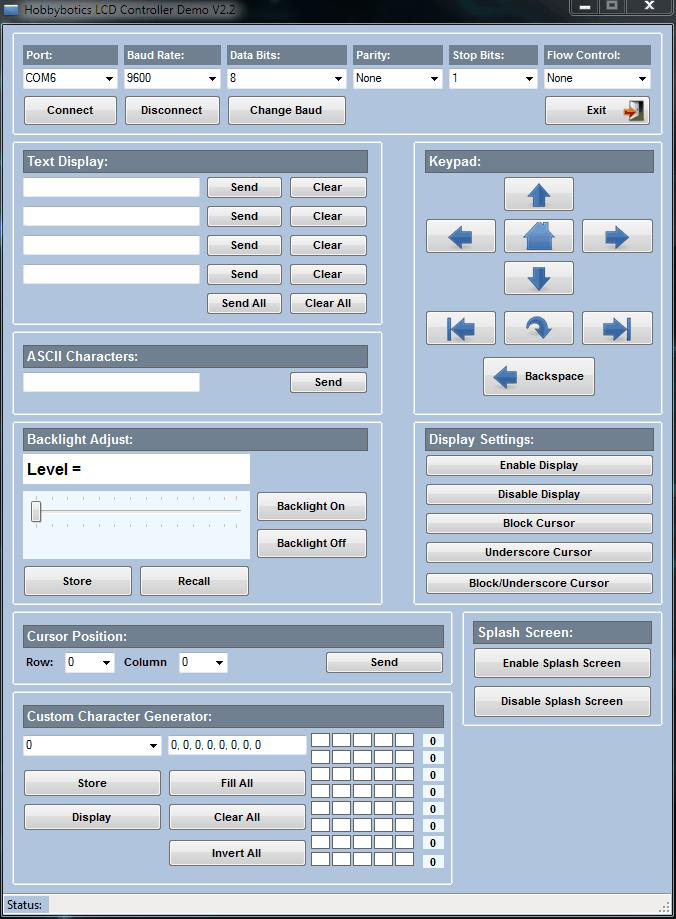 Hobbybotics LCD Controller Demo V2.2
Port: Baud Rate: Data Bits: Parity: Stop Bits: Flow Control:
COM6 9600 8 None 1 None
Connect Disconnect Change Baud Exit
Text Display:
Send Clear
Send Clear
Send Clear
Send Clear
Send All Clear All
Keypad:
Backspace
ASCII Characters:
Send
Backlight Adjust:
Level =
Backlight On
Backlight Off
Store Recall
Display Settings:
Enable Display
Disable Display
Block Cursor
Underscore Cursor
Block/Underscore Cursor
Cursor Position:
Row: 0 Column 0 Send
Splash Screen:
Enable Splash Screen
Disable Splash Screen
Custom Character Generator:
0 0, 0, 0, 0, 0, 0, 0, 0
Store Fill All
Display Clear All
Invert All
0
0
0
0
0
0
0
0
Status: